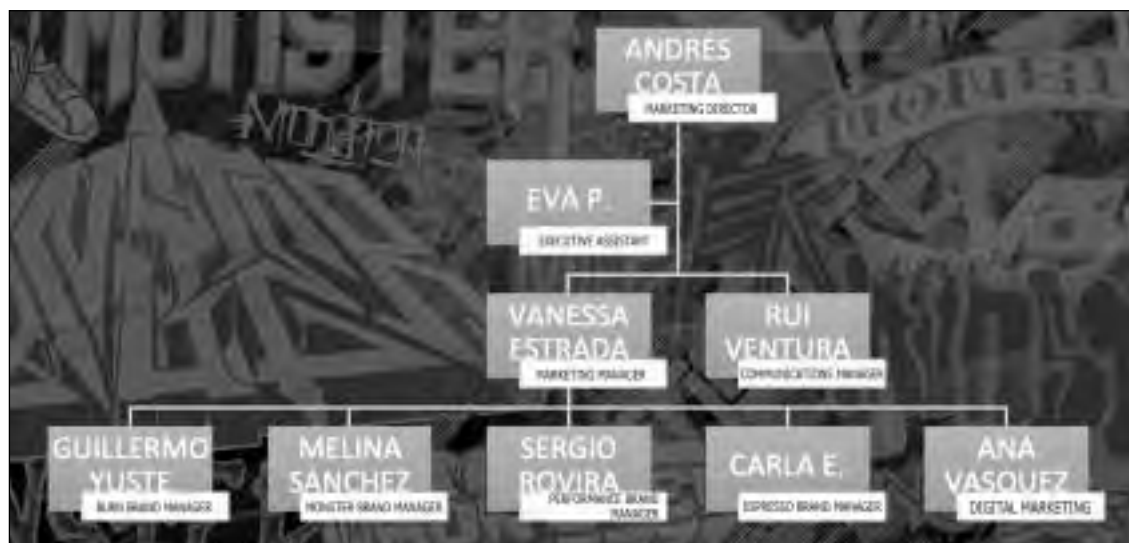 MONSTER
ANDRÉS
COSTA
MARKETING DIRECTOR
EVA P.
EXECUTIVE ASSISTANT
VANESSA
ESTRADA
MARKETING MANAGER
RUI
VENTURA
COMMUNICATIONS MANAGER
GUILLERMO
YUSTE
BURN BRAND MANAGER
MELINA
SÁNCHEZ
MONSTER BRAND MANAGER
SERGIO
ROVIRA
PERFORMANCE BRAND
MANAGER
CARLA E.
ESPRESSO BRAND MANAGER
ANA
VASQUEZ
DIGITAL MARKETING